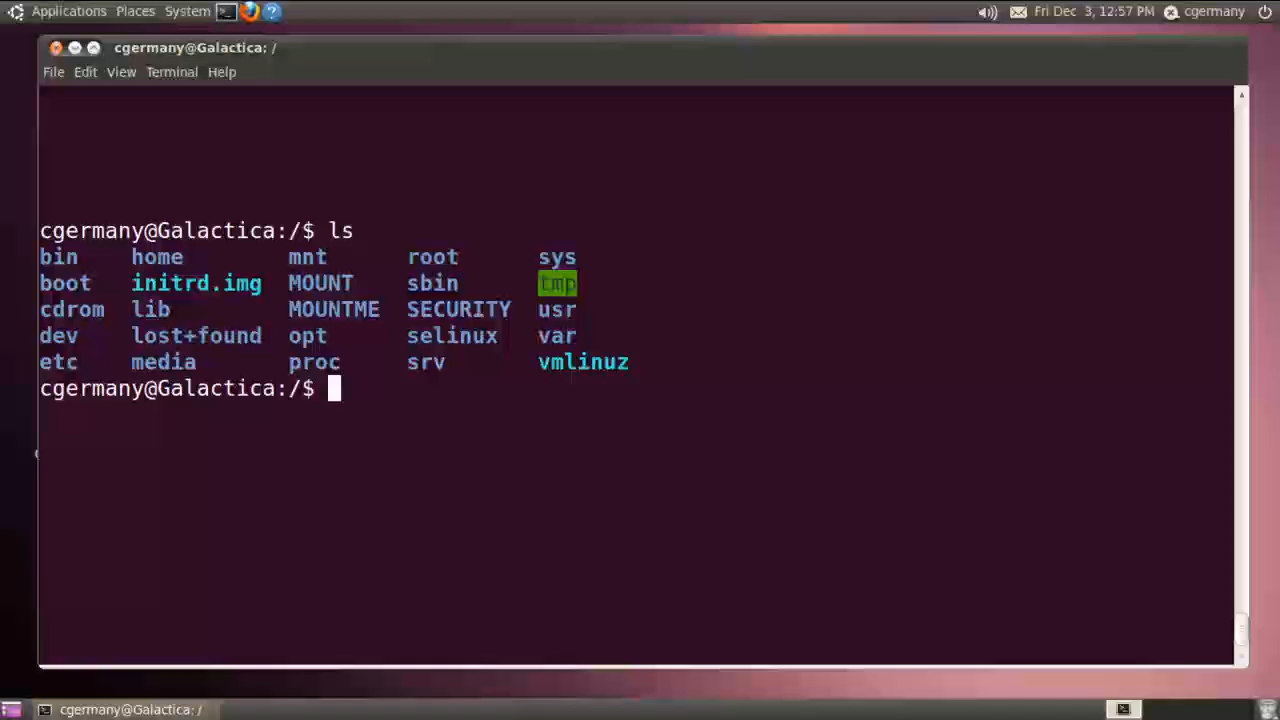 Applications Places System Fri Dec 3, 12:57 PM cgermany
cgermany@Galactica: /
File Edit View Terminal Help
cgermany@Galactica:/$ ls
bin home mnt root sys
boot initrd.img MOUNT sbin tmp
cdrom lib MOUNTME SECURITY usr
dev lost+found opt selinux var
etc media proc srv vmlinuz
cgermany@Galactica:/$
cgermany@Galactica: /